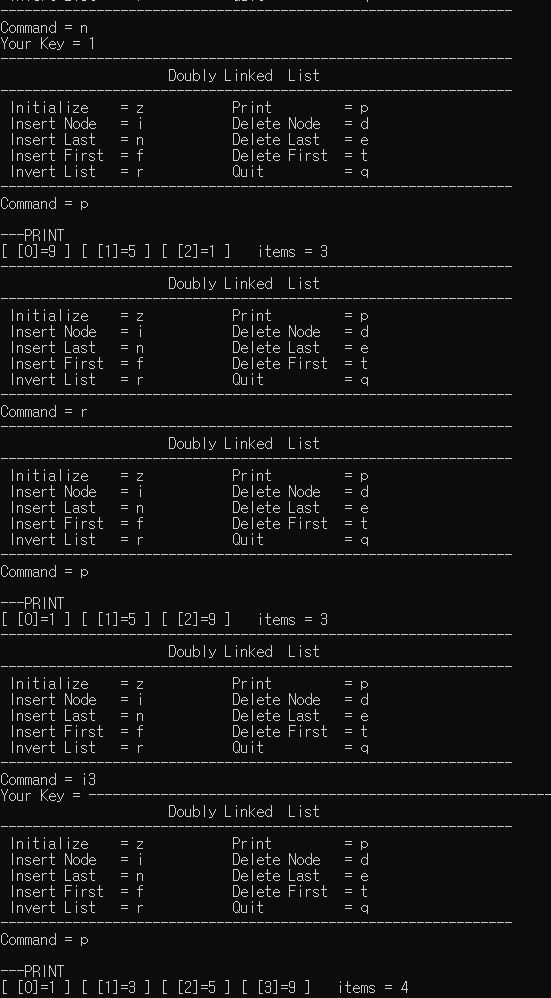 ----------------------------------------------------------------
Command = n
Your Key = 1
----------------------------------------------------------------
Doubly Linked  List
----------------------------------------------------------------
Initialize    = z          Print         = p
Insert Node   = i          Delete Node   = d
Insert Last   = n          Delete Last   = e
Insert First  = f          Delete First  = t
Invert List   = r          Quit          = q
----------------------------------------------------------------
Command = p
---PRINT
[ [0]=9 ] [ [1]=5 ] [ [2]=1 ]   items = 3
----------------------------------------------------------------
Doubly Linked  List
----------------------------------------------------------------
Initialize    = z          Print         = p
Insert Node   = i          Delete Node   = d
Insert Last   = n          Delete Last   = e
Insert First  = f          Delete First  = t
Invert List   = r          Quit          = q
----------------------------------------------------------------
Command = r
----------------------------------------------------------------
Doubly Linked  List
----------------------------------------------------------------
Initialize    = z          Print         = p
Insert Node   = i          Delete Node   = d
Insert Last   = n          Delete Last   = e
Insert First  = f          Delete First  = t
Invert List   = r          Quit          = q
----------------------------------------------------------------
Command = p
---PRINT
[ [0]=1 ] [ [1]=5 ] [ [2]=9 ]   items = 3
----------------------------------------------------------------
Doubly Linked  List
----------------------------------------------------------------
Initialize    = z          Print         = p
Insert Node   = i          Delete Node   = d
Insert Last   = n          Delete Last   = e
Insert First  = f          Delete First  = t
Invert List   = r          Quit          = q
----------------------------------------------------------------
Command = i3
Your Key = ----------------------------------------------------------
Doubly Linked  List
----------------------------------------------------------------
Initialize    = z          Print         = p
Insert Node   = i          Delete Node   = d
Insert Last   = n          Delete Last   = e
Insert First  = f          Delete First  = t
Invert List   = r          Quit          = q
----------------------------------------------------------------
Command = p
---PRINT
[ [0]=1 ] [ [1]=3 ] [ [2]=5 ] [ [3]=9 ]   items = 4